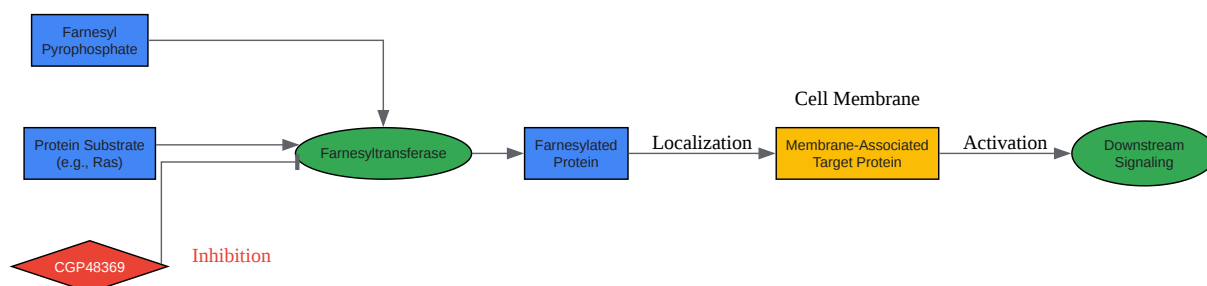 Farnesyl
Pyrophosphate
Cell Membrane
Protein Substrate
(e.g., Ras)
Farnesyltransferase
Farnesylated
Protein
Localization
Membrane-Associated
Target Protein
Activation
Downstream
Signaling
CGP48369
Inhibition